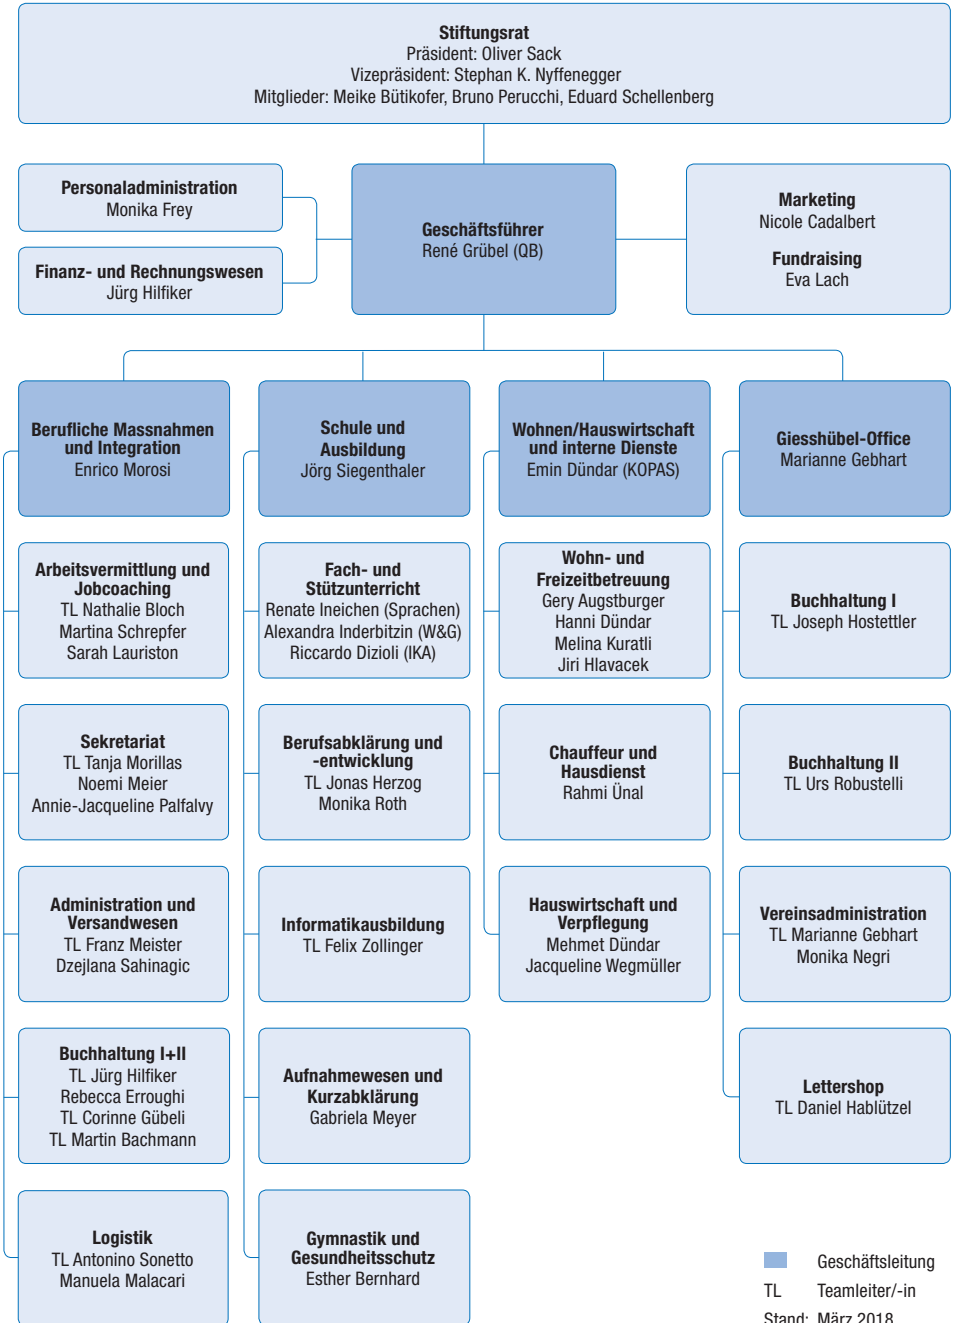 Stiftungsrat
Präsident: Oliver Sack
Vizepräsident: Stephan K. Nyffenegger
Mitglieder: Meike Bütikofer, Bruno Perucchi, Eduard Schellenberg
Personaladministration
Monika Frey
Finanz- und Rechnungswesen
Jürg Hilfiker
Geschäftsführer
René Grübel (QB)
Marketing
Nicole Cadalbert
Fundraising
Eva Lach
Berufliche Massnahmen
und Integration
Enrico Morosi
Schule und
Ausbildung
Jörg Siegenthaler
Wohnen/Hauswirtschaft
und interne Dienste
Emin Dündar (KOPAS)
Giesshübel-Office
Marianne Gebhart
Arbeitsvermittlung und
Jobcoaching
TL Nathalie Bloch
Martina Schrepfer
Sarah Lauriston
Fach- und
Stützunterricht
Renate Ineichen (Sprachen)
Alexandra Inderbitzin (W&G)
Riccardo Dizioli (IKA)
Wohn- und
Freizeitbetreuung
Gery Augstburger
Hanni Dündar
Melina Kuratli
Jiri Hlavacek
Buchhaltung I
TL Joseph Hostettler
Sekretariat
TL Tanja Morillas
Noemi Meier
Annie-Jacqueline Palfalvy
Berufsabklärung und
-entwicklung
TL Jonas Herzog
Monika Roth
Chauffeur und
Hausdienst
Rahmi Ünal
Buchhaltung II
TL Urs Robustelli
Administration und
Versandwesen
TL Franz Meister
Dzejlana Sahinagic
Informatikausbildung
TL Felix Zollinger
Hauswirtschaft und
Verpflegung
Mehmet Dündar
Jacqueline Wegmüller
Vereinsadministration
TL Marianne Gebhart
Monika Negri
Buchhaltung I+II
TL Jürg Hilfiker
Rebecca Erroughi
TL Corinne Gübeli
TL Martin Bachmann
Aufnahmewesen und
Kurzabklärung
Gabriela Meyer
Lettershop
TL Daniel Hablützel
Logistik
TL Antonino Sonetto
Manuela Malacari
Gymnastik und
Gesundheitsschutz
Esther Bernhard
Geschäftsleitung
TL Teamleiter/-in
Stand: März 2018